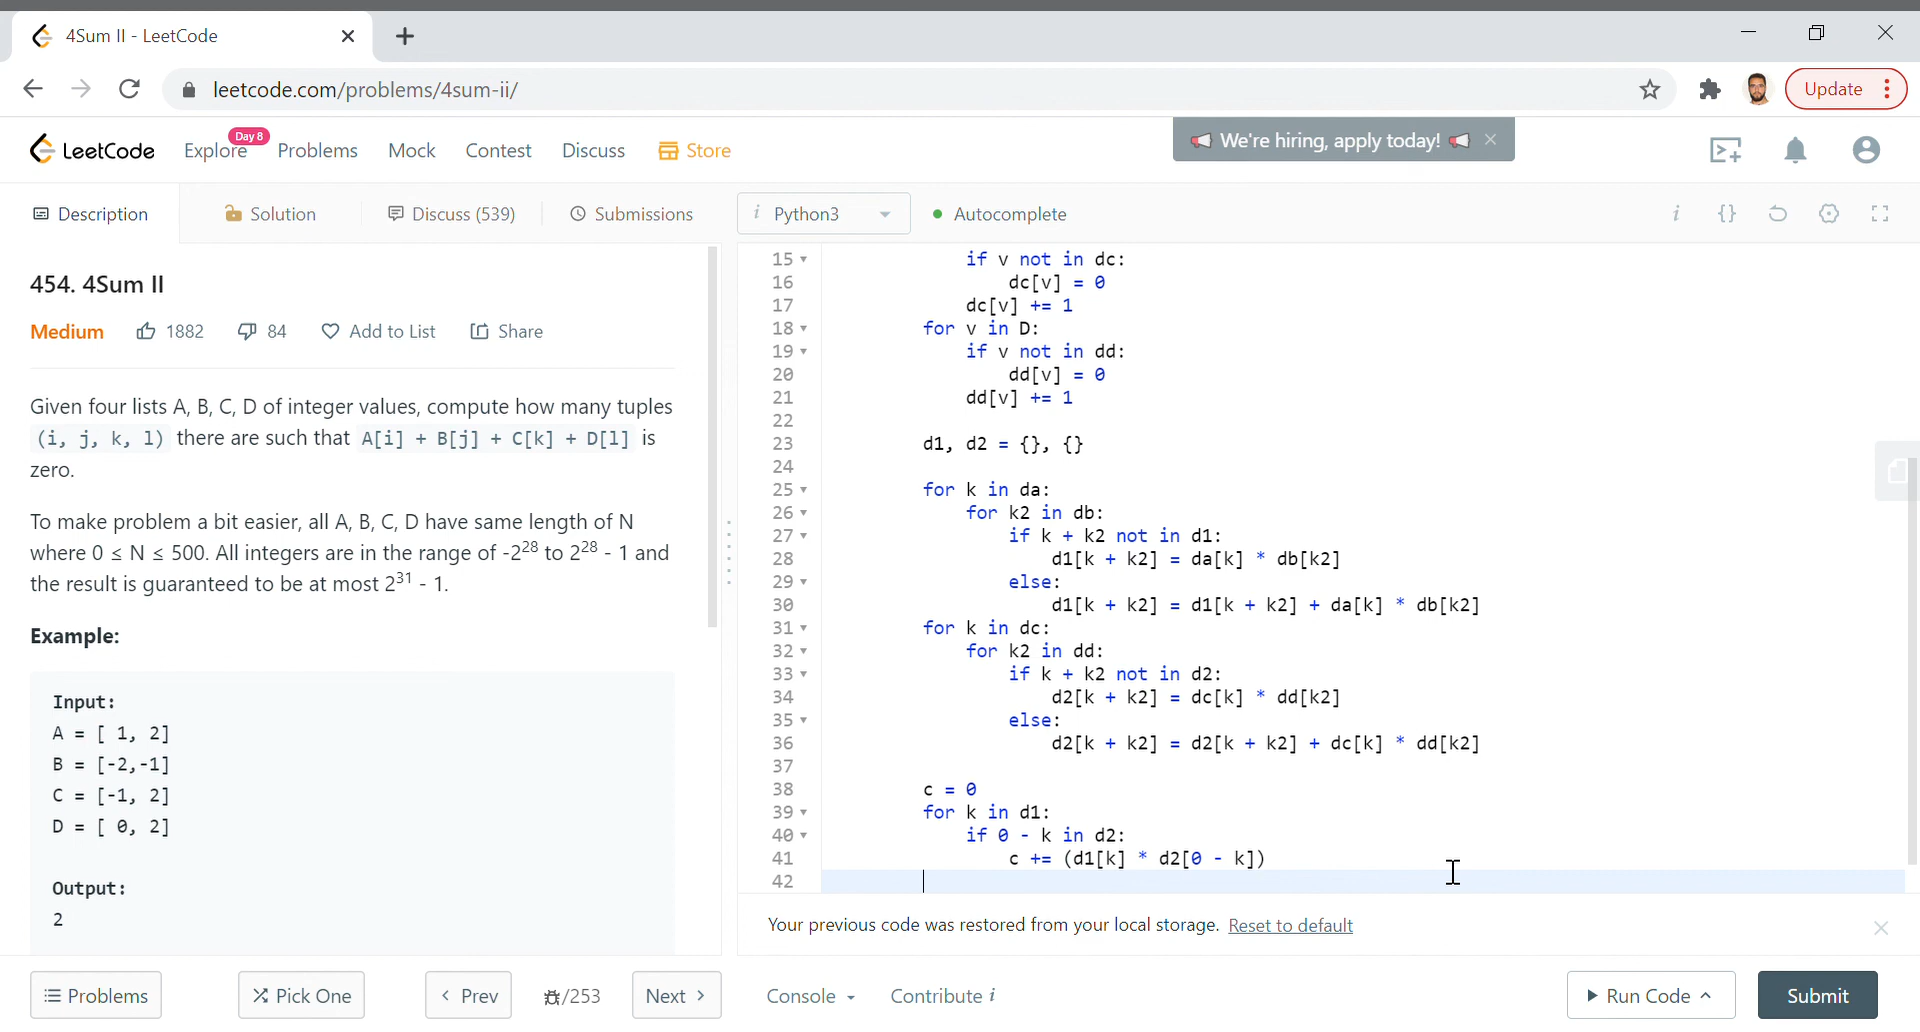 4Sum II - LeetCode
leetcode.com/problems/4sum-ii/
Update
LeetCode
Explore
Day 8
Problems
Mock
Contest
Discuss
Store
We're hiring, apply today!
Description
Solution
Discuss (539)
Submissions
i Python3
Autocomplete
i {}
454. 4Sum II
Medium 1882 84 Add to List Share
Given four lists A, B, C, D of integer values, compute how many tuples
(i, j, k, l) there are such that A[i] + B[j] + C[k] + D[l] is
zero.
To make problem a bit easier, all A, B, C, D have same length of N
where 0 ≤ N ≤ 500. All integers are in the range of -2²⁸ to 2²⁸ - 1 and
the result is guaranteed to be at most 2³¹ - 1.
Example:
Input:
A = [ 1, 2]
B = [-2,-1]
C = [-1, 2]
D = [ 0, 2]
Output:
2
15 if v not in dc:
16 dc[v] = 0
17 dc[v] += 1
18 for v in D:
19 if v not in dd:
20 dd[v] = 0
21 dd[v] += 1
22
23 d1, d2 = {}, {}
24
25 for k in da:
26 for k2 in db:
27 if k + k2 not in d1:
28 d1[k + k2] = da[k] * db[k2]
29 else:
30 d1[k + k2] = d1[k + k2] + da[k] * db[k2]
31 for k in dc:
32 for k2 in dd:
33 if k + k2 not in d2:
34 d2[k + k2] = dc[k] * dd[k2]
35 else:
36 d2[k + k2] = d2[k + k2] + dc[k] * dd[k2]
37
38 c = 0
39 for k in d1:
40 if 0 - k in d2:
41 c += (d1[k] * d2[0 - k])
42
Your previous code was restored from your local storage. Reset to default
Problems
Pick One
Prev
/253
Next
Console
Contribute i
Run Code
Submit